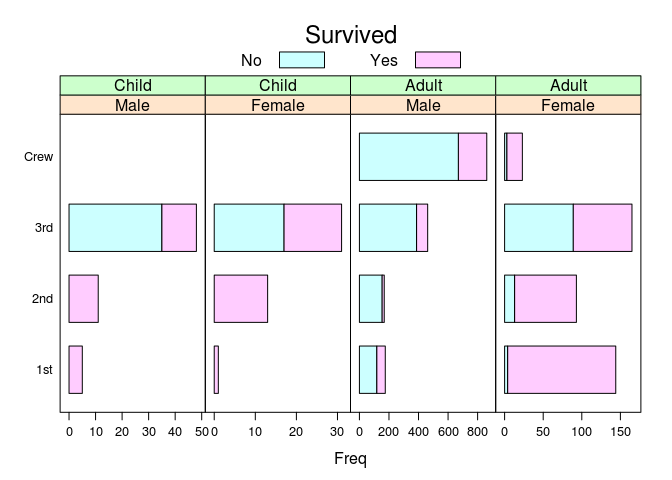 Survived
No Yes
Child Child Adult Adult
Male Female Male Female
Crew
3rd
2nd
1st
0 10 20 30 40 50 0 10 20 30 0 200 400 600 800 0 50 100 150
Freq